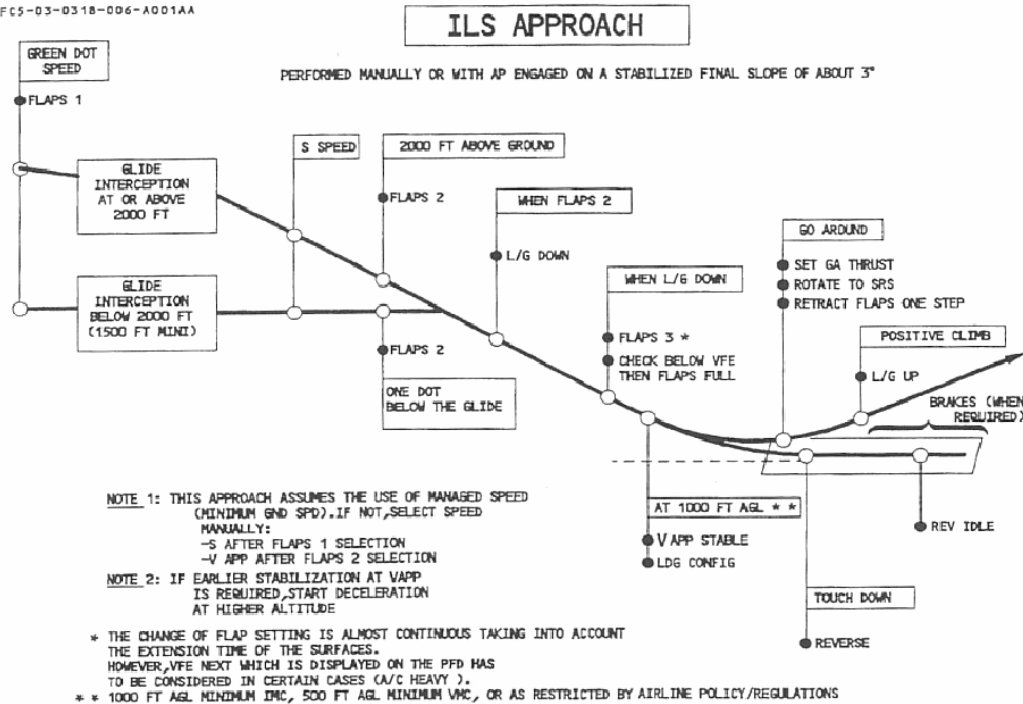 FC5-03-0318-006-A001AA
ILS APPROACH
PERFORMED MANUALLY OR WITH AP ENGAGED ON A STABILIZED FINAL SLOPE OF ABOUT 3°
GREEN DOT
SPEED
FLAPS 1
GLIDE
INTERCEPTION
AT OR ABOVE
2000 FT
S SPEED
2000 FT ABOVE GROUND
FLAPS 2
WHEN FLAPS 2
L/G DOWN
GLIDE
INTERCEPTION
BELOW 2000 FT
(1500 FT MINI)
FLAPS 2
ONE DOT
BELOW THE GLIDE
WHEN L/G DOWN
FLAPS 3 *
CHECK BELOW VFE
THEN FLAPS FULL
GO AROUND
SET GA THRUST
ROTATE TO SRS
RETRACT FLAPS ONE STEP
POSITIVE CLIMB
L/G UP
BRAKES (WHEN
REQUIRED)
AT 1000 FT AGL * *
V APP STABLE
LDG CONFIG
REV IDLE
TOUCH DOWN
REVERSE
NOTE 1: THIS APPROACH ASSUMES THE USE OF MANAGED SPEED
(MINIMUM GND SPD).IF NOT,SELECT SPEED
MANUALLY:
-S AFTER FLAPS 1 SELECTION
-V APP AFTER FLAPS 2 SELECTION
NOTE 2: IF EARLIER STABILIZATION AT VAPP
IS REQUIRED,START DECELERATION
AT HIGHER ALTITUDE
* THE CHANGE OF FLAP SETTING IS ALMOST CONTINUOUS TAKING INTO ACCOUNT
THE EXTENSION TIME OF THE SURFACES.
HOWEVER,VFE NEXT WHICH IS DISPLAYED ON THE PFD HAS
TO BE CONSIDERED IN CERTAIN CASES (A/C HEAVY ).
* * 1000 FT AGL MINIMUM IMC, 500 FT AGL MINIMUM VMC, OR AS RESTRICTED BY AIRLINE POLICY/REGULATIONS